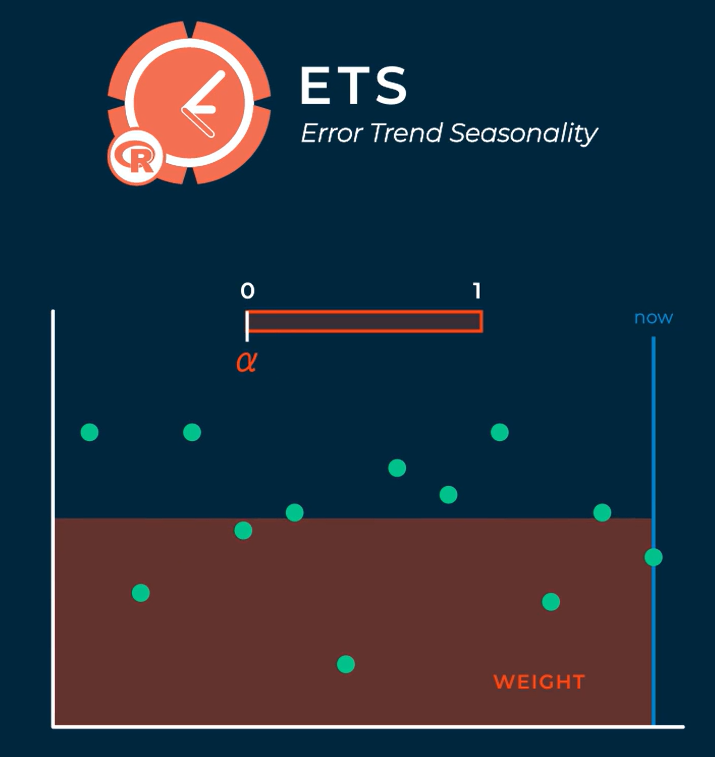 ETS
Error Trend Seasonality
R
0 1
now
α
WEIGHT